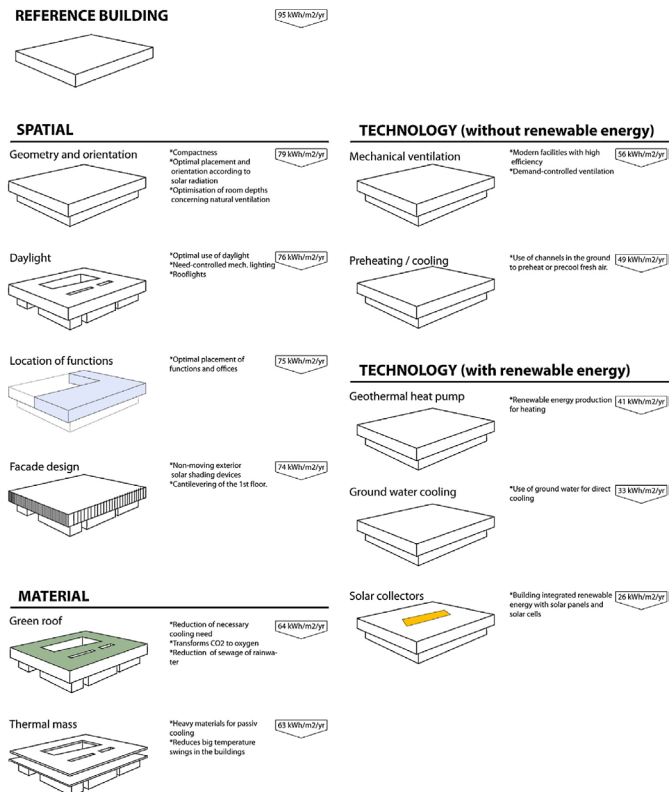 REFERENCE BUILDING
95 kWh/m2/yr
SPATIAL
Geometry and orientation
*Compactness
*Optimal placement and
orientation according to
solar radiation
*Optimisation of room depths
concerning natural ventilation
79 kWh/m2/yr
Daylight
*Optimal use of daylight
*Need-controlled mech. lighting
*Rooflights
76 kWh/m2/yr
Location of functions
*Optimal placement of
functions and offices
75 kWh/m2/yr
Facade design
*Non-moving exterior
solar shading devices
*Cantilevering of the 1st floor.
74 kWh/m2/yr
MATERIAL
Green roof
*Reduction of necessary
cooling need
*Transforms CO2 to oxygen
*Reduction of sewage of rainwa-
ter
64 kWh/m2/yr
Thermal mass
*Heavy materials for passiv
cooling
*Reduces big temperature
swings in the buildings
63 kWh/m2/yr
TECHNOLOGY (without renewable energy)
Mechanical ventilation
*Modern facilities with high
efficiency
*Demand-controlled ventilation
56 kWh/m2/yr
Preheating / cooling
*Use of channels in the ground
to preheat or precool fresh air.
49 kWh/m2/yr
TECHNOLOGY (with renewable energy)
Geothermal heat pump
*Renewable energy production
for heating
41 kWh/m2/yr
Ground water cooling
*Use of ground water for direct
cooling
33 kWh/m2/yr
Solar collectors
*Building integrated renewable
energy with solar panels and
solar cells
26 kWh/m2/yr